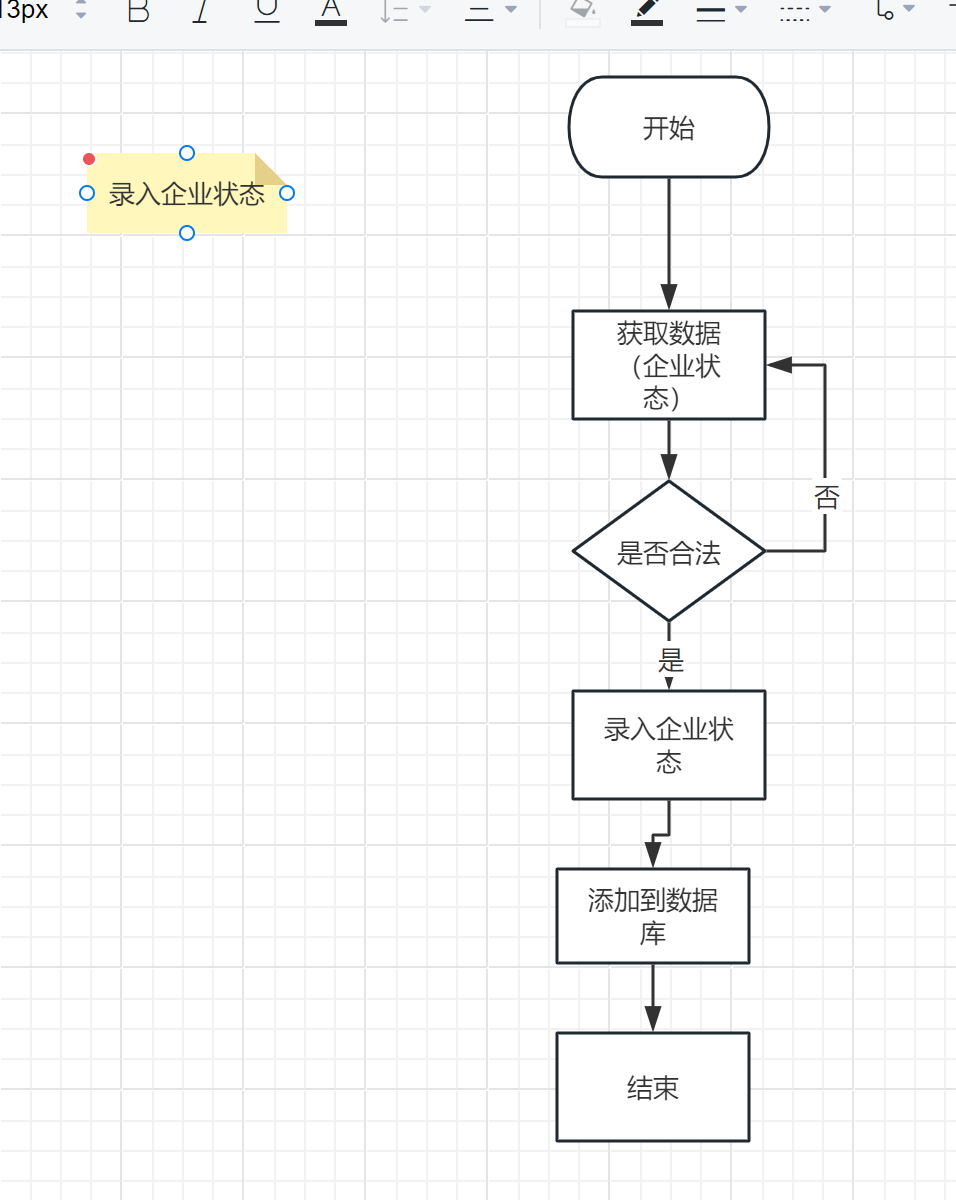 13px
B I U A
录入企业状态
开始
获取数据
（企业状
态）
否
是否合法
是
录入企业状
态
添加到数据
库
结束